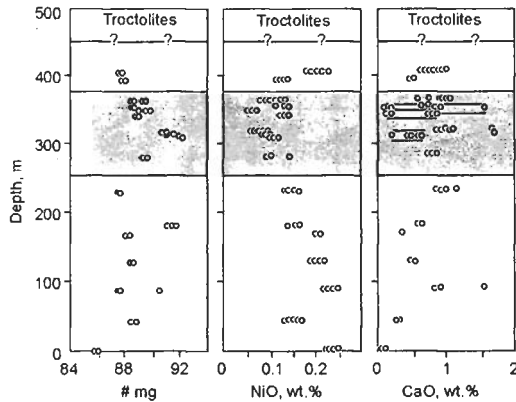 Troctolites Troctolites Troctolites
500 ? ? ? ? ? ?
400
300
200
100
0
Depth, m
84 88 92 0 0.1 0.2 0 1 2
# mg NiO, wt.% CaO, wt.%